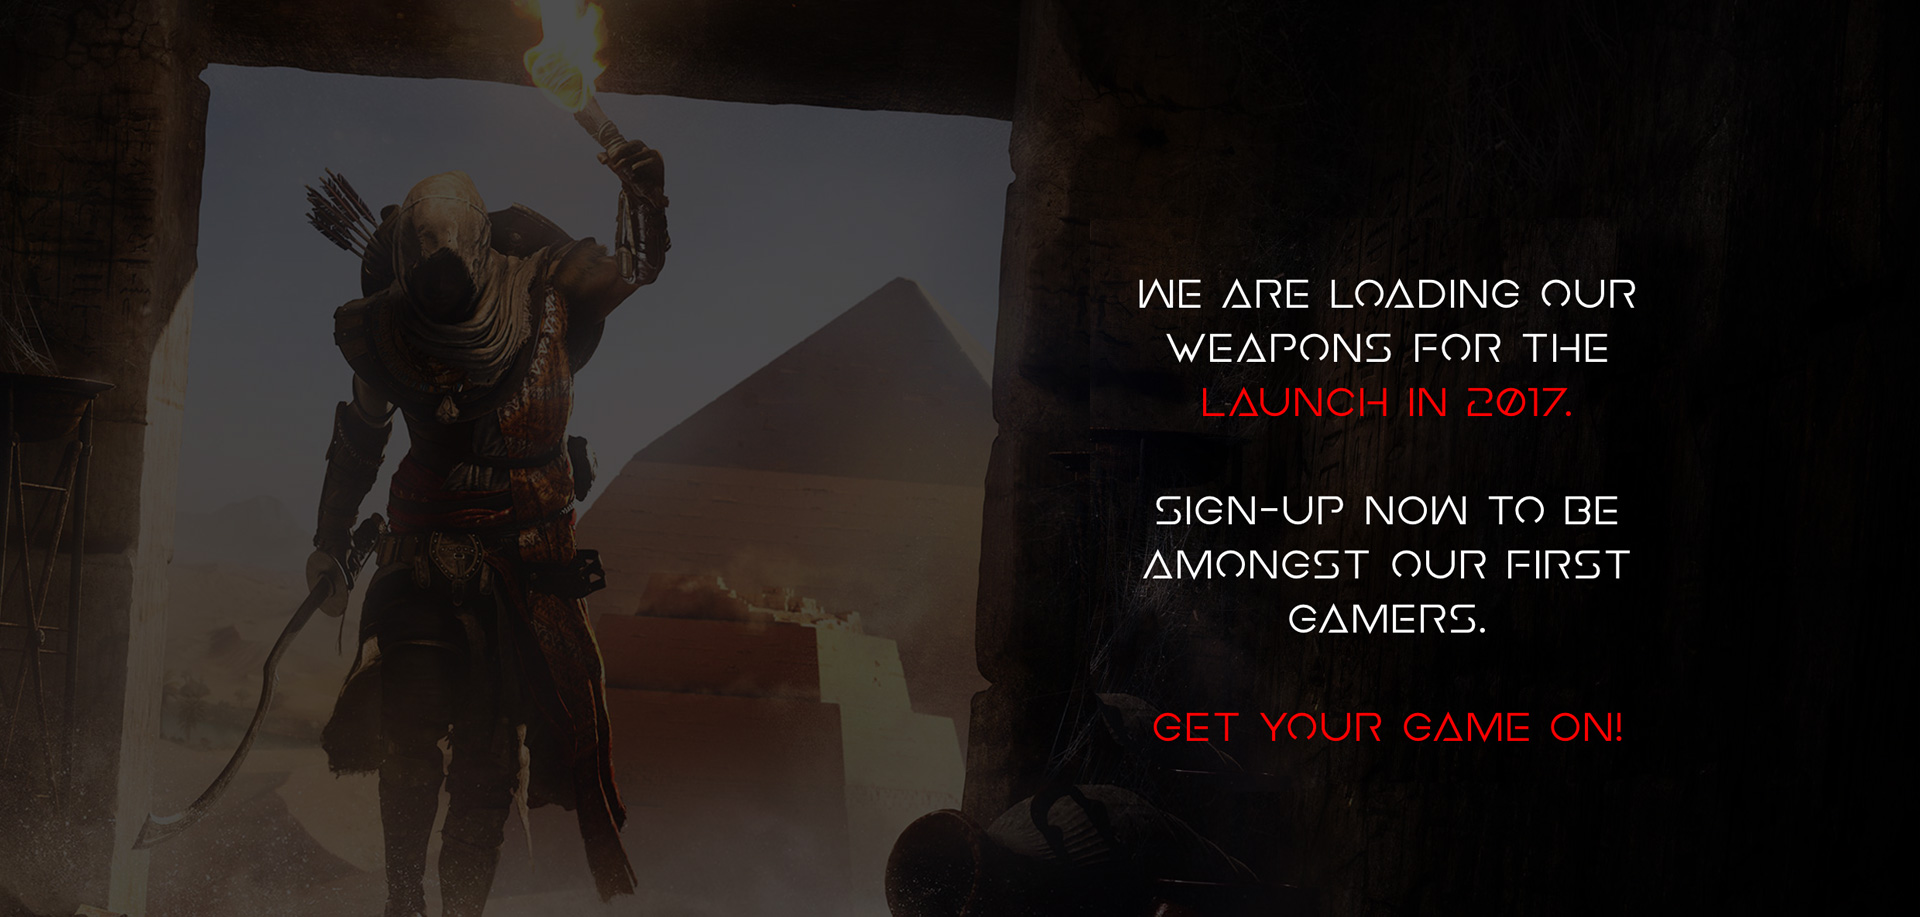 WE ARE LOADING OUR
WEAPONS FOR THE
LAUNCH IN 2017.
SIGN-UP NOW TO BE
AMONGST OUR FIRST
GAMERS.
GET YOUR GAME ON!